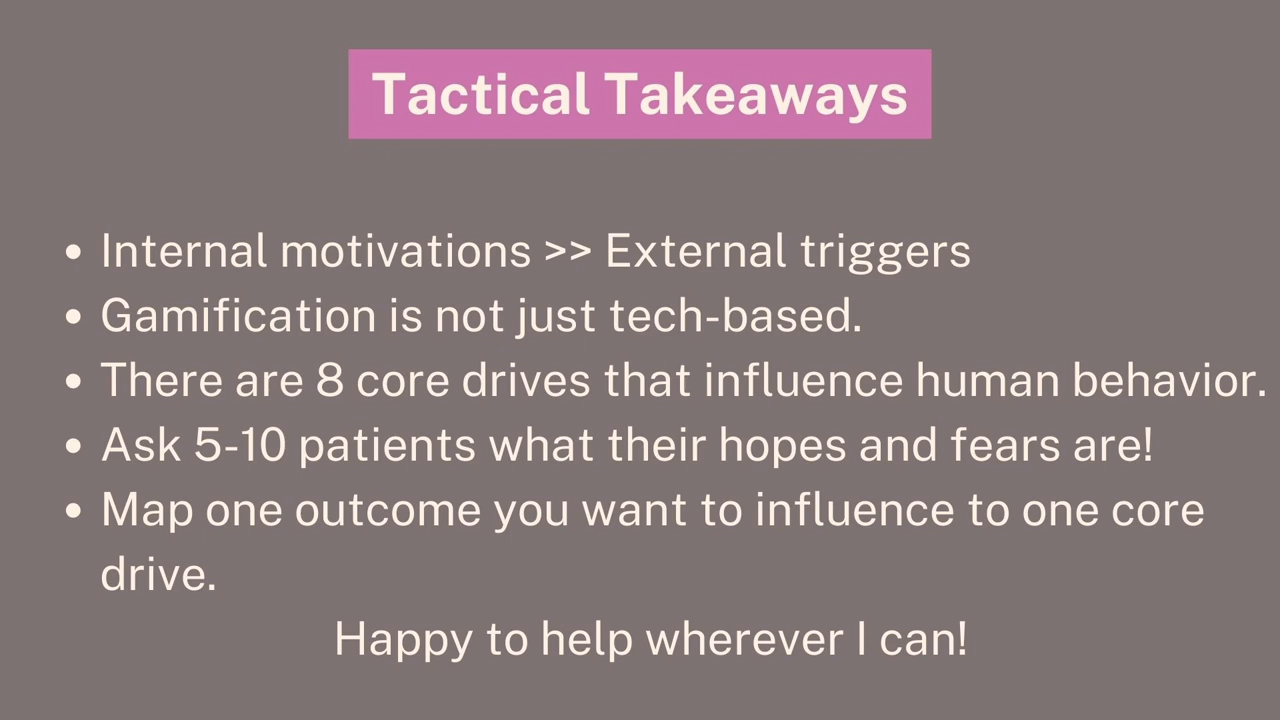 Tactical Takeaways
• Internal motivations >> External triggers
• Gamification is not just tech-based.
• There are 8 core drives that influence human behavior.
• Ask 5-10 patients what their hopes and fears are!
• Map one outcome you want to influence to one core
drive.
Happy to help wherever I can!